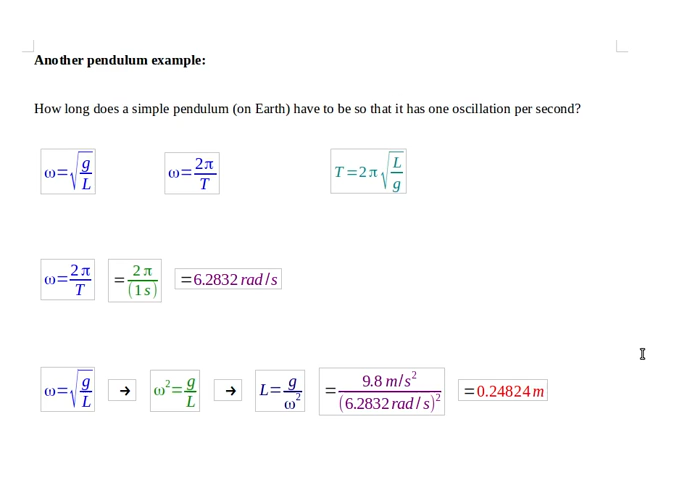 Another pendulum example:
How long does a simple pendulum (on Earth) have to be so that it has one oscillation per second?
ω=√(g/L) ω=2π/T T=2π√(L/g)
ω=2π/T =2π/(1 s) =6.2832 rad/s
ω=√(g/L) → ω²=g/L → L=g/ω² =9.8 m/s²/(6.2832 rad/s)² =0.24824 m